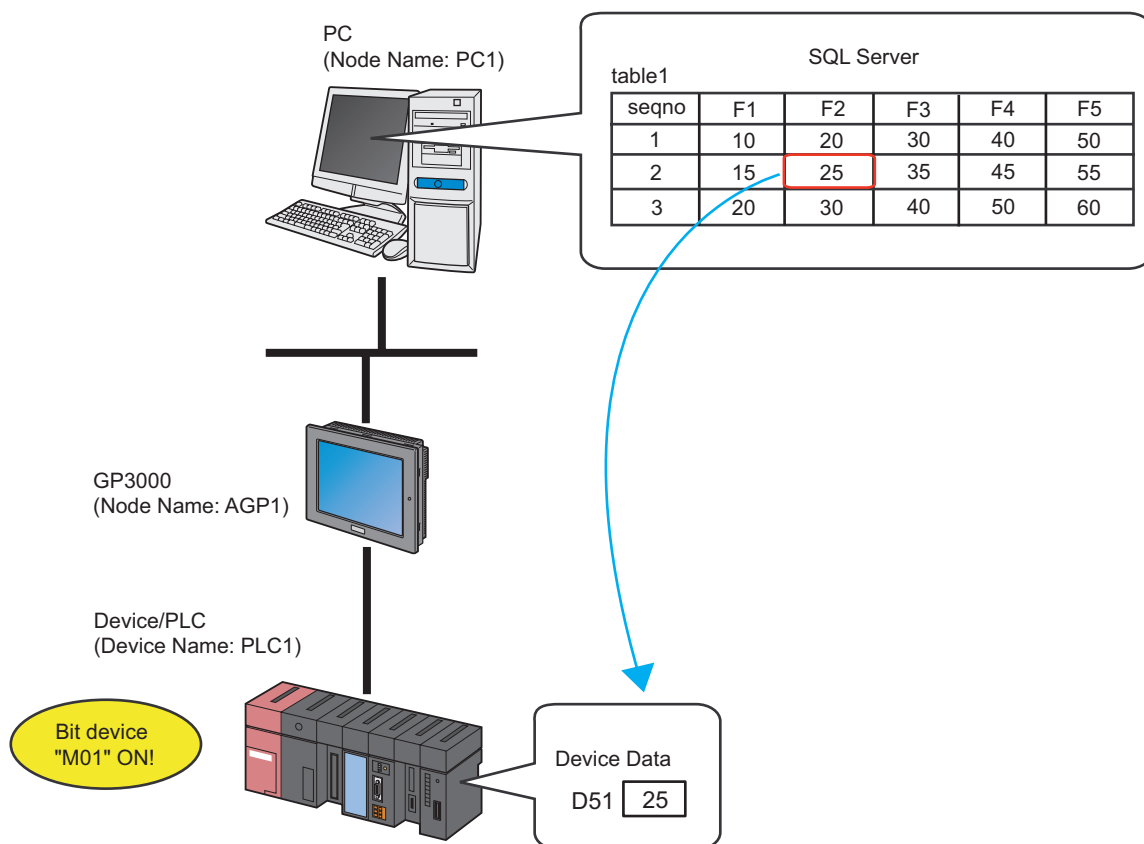 PC
(Node Name: PC1)
SQL Server
table1
seqno F1 F2 F3 F4 F5
1 10 20 30 40 50
2 15 25 35 45 55
3 20 30 40 50 60
GP3000
(Node Name: AGP1)
Device/PLC
(Device Name: PLC1)
Bit device
"M01" ON!
Device Data
D51 25